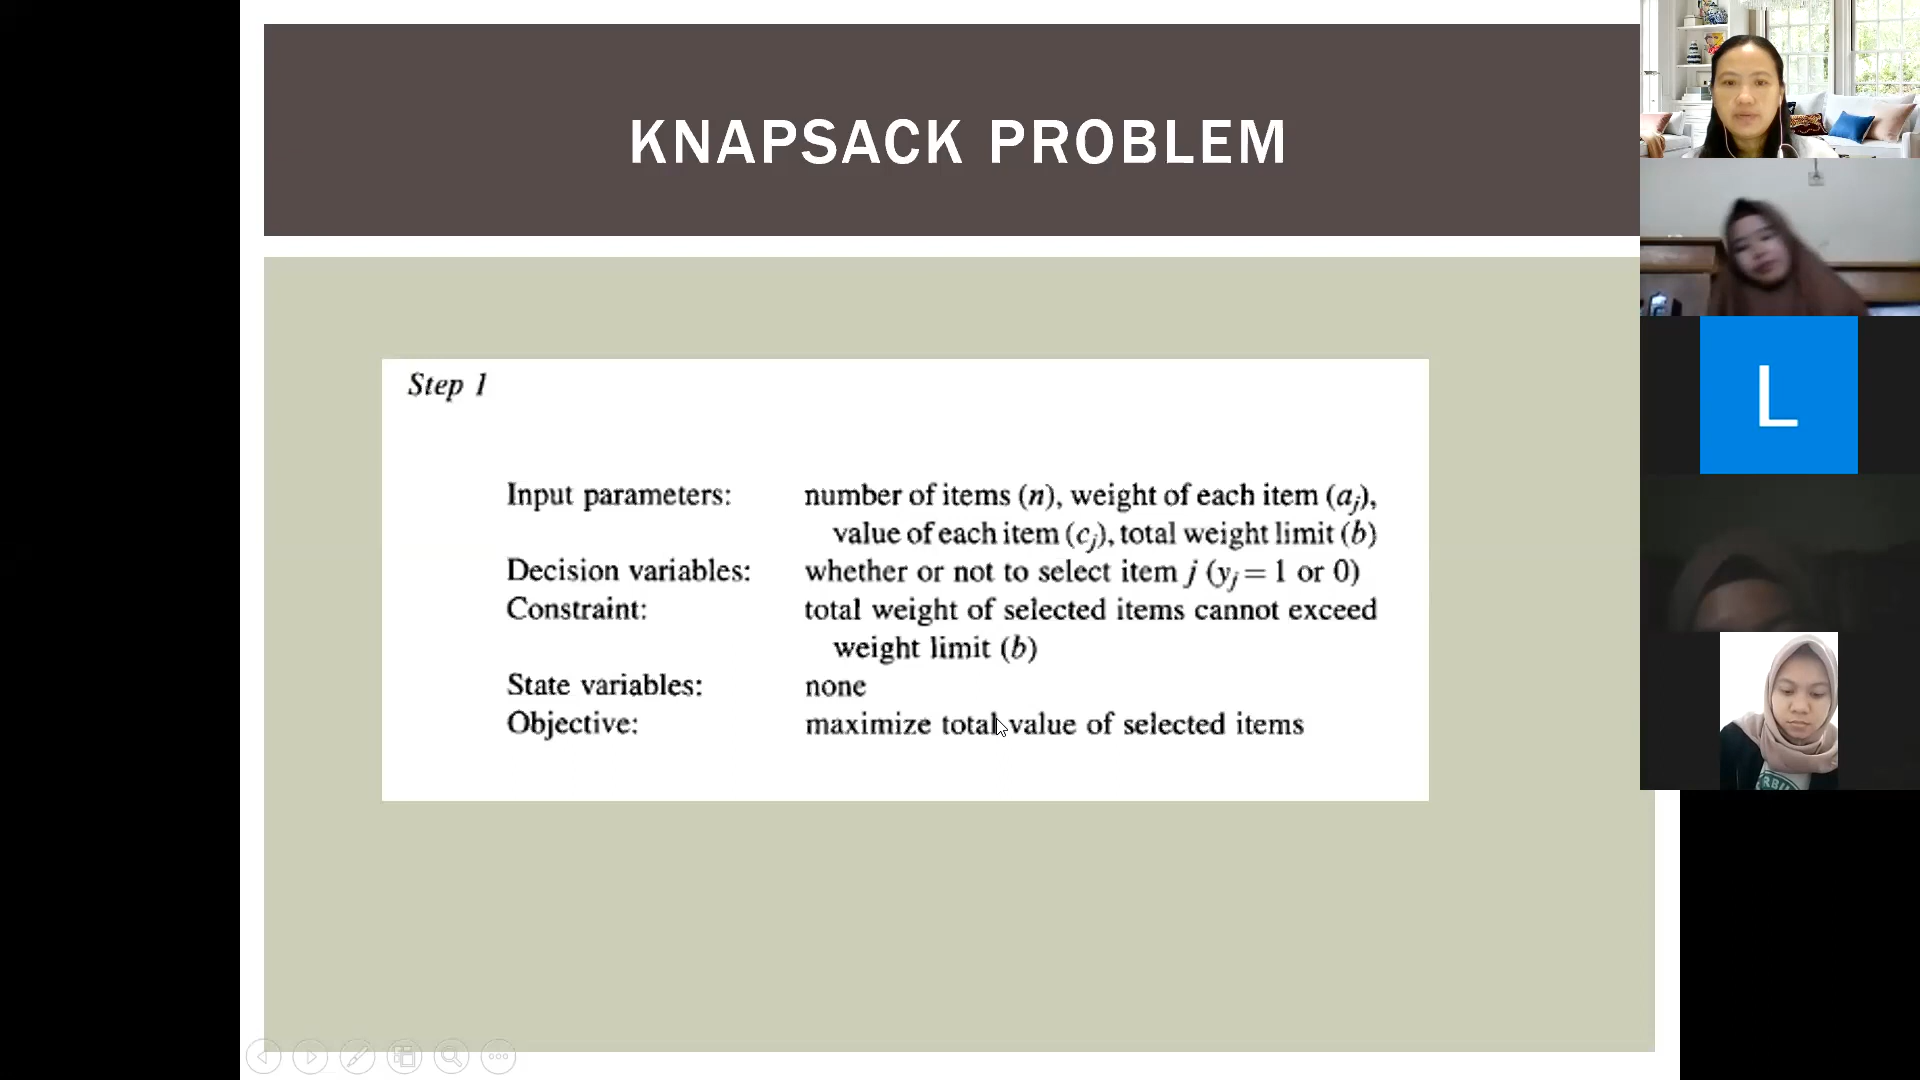 KNAPSACK PROBLEM
Step 1
Input parameters: number of items (n), weight of each item (aⱼ),
value of each item (cⱼ), total weight limit (b)
Decision variables: whether or not to select item j (yⱼ = 1 or 0)
Constraint: total weight of selected items cannot exceed
weight limit (b)
State variables: none
Objective: maximize total value of selected items
L